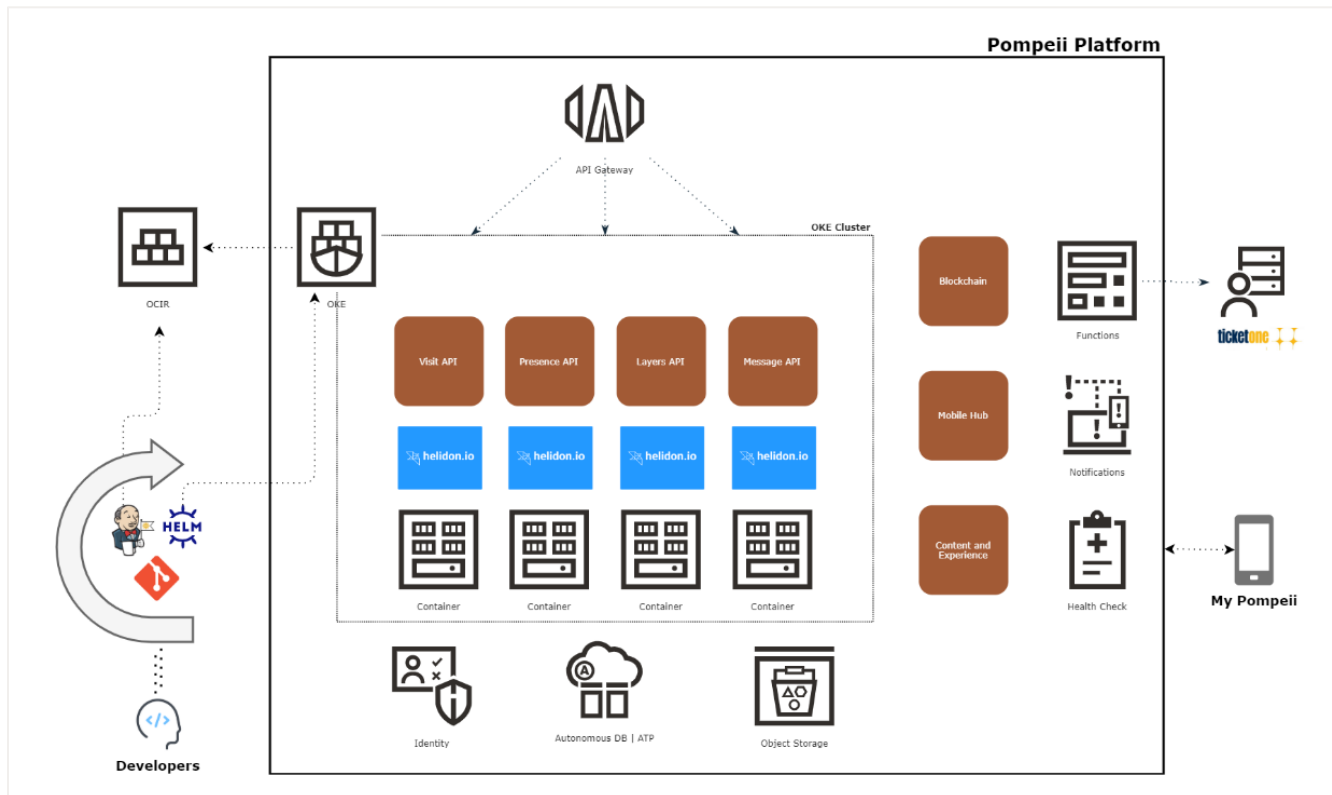 Pompeii Platform
API Gateway
OKE Cluster
OCIR
OKE
Visit API
Presence API
Layers API
Message API
helidon.io
helidon.io
helidon.io
helidon.io
Container
Container
Container
Container
Blockchain
Mobile Hub
Content and
Experience
Functions
Notifications
Health Check
ticketone
My Pompeii
HELM
Identity
A
Autonomous DB | ATP
Object Storage
</>
Developers